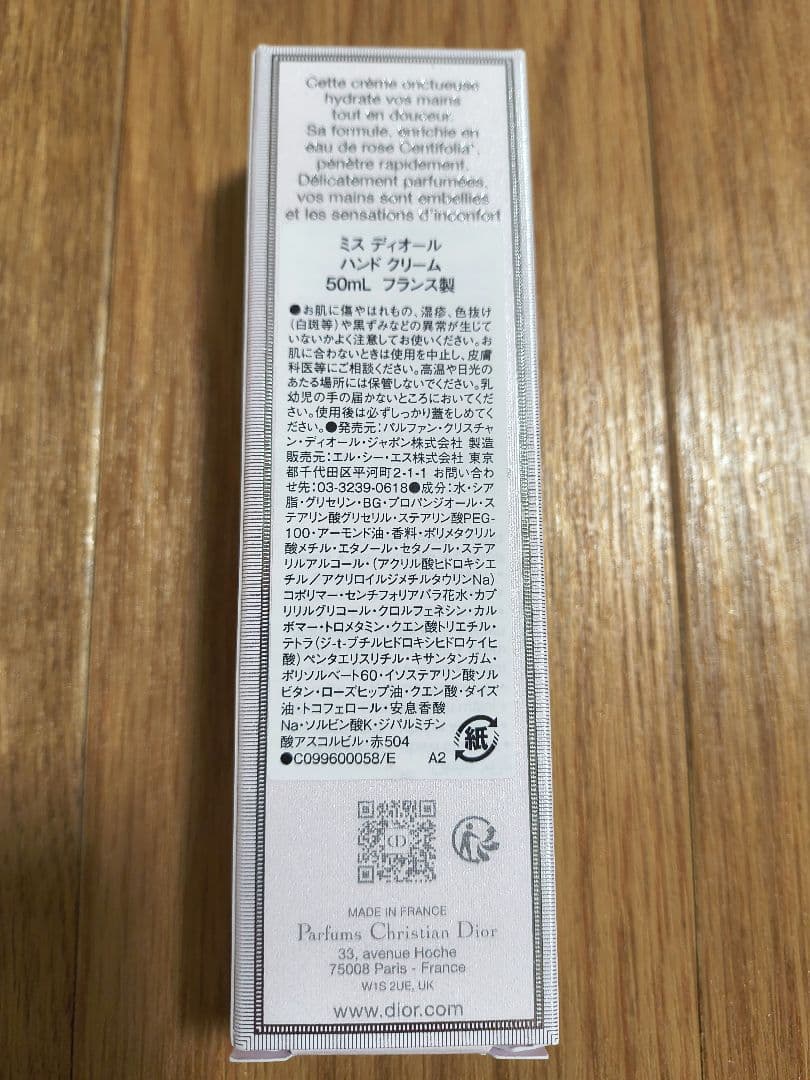 Cette crème onctueuse
hydrate vos mains
tout en douceur.
Sa formule, enrichie en
eau de rose Centifolia*,
pénètre rapidement.
Délicatement parfumées,
vos mains sont embellies
et les sensations d'inconfort
ミス ディオール
ハンド クリーム
50mL フランス製
●お肌に傷やはれもの、湿疹、色抜け
(白斑等)や黒ずみなどの異常が生じて
いないかよく注意してお使いください。お
肌に合わないときは使用を中止し、皮膚
科医等にご相談ください。高温や日光の
あたる場所には保管しないでください。乳
幼児の手の届かないところにおいてくだ
さい。使用後は必ずしっかり蓋をしめてく
ださい。●発売元:パルファン・クリスチャ
ン・ディオール・ジャポン株式会社 製造
販売元:エル・シー・エス株式会社 東京
都千代田区平河町2-1-1 お問い合わ
せ先:03-3239-0618●成分:水・シア
脂・グリセリン・BG・プロパンジオール・ス
テアリン酸グリセリル・ステアリン酸PEG-
100・アーモンド油・香料・ポリメタクリル
酸メチル・エタノール・セタノール・ステア
リルアルコール・(アクリル酸ヒドロキシエ
チル/アクリロイルジメチルタウリンNa)
コポリマー・センチフォリアバラ花水・カプ
リリルグリコール・クロルフェネシン・カル
ボマー・トロメタミン・クエン酸トリエチル・
テトラ(ジ-t-ブチルヒドロキシヒドロケイヒ
酸)ペンタエリスリチル・キサンタンガム・
ポリソルベート60・イソステアリン酸ソル
ビタン・ローズヒップ油・クエン酸・ダイズ
油・トコフェロール・安息香酸
Na・ソルビン酸K・ジパルミチン
酸アスコルビル・赤504
紙
●C099600058/E A2
CD
MADE IN FRANCE
Parfums Christian Dior
33, avenue Hoche
75008 Paris - France
W1S 2UE, UK
www.dior.com